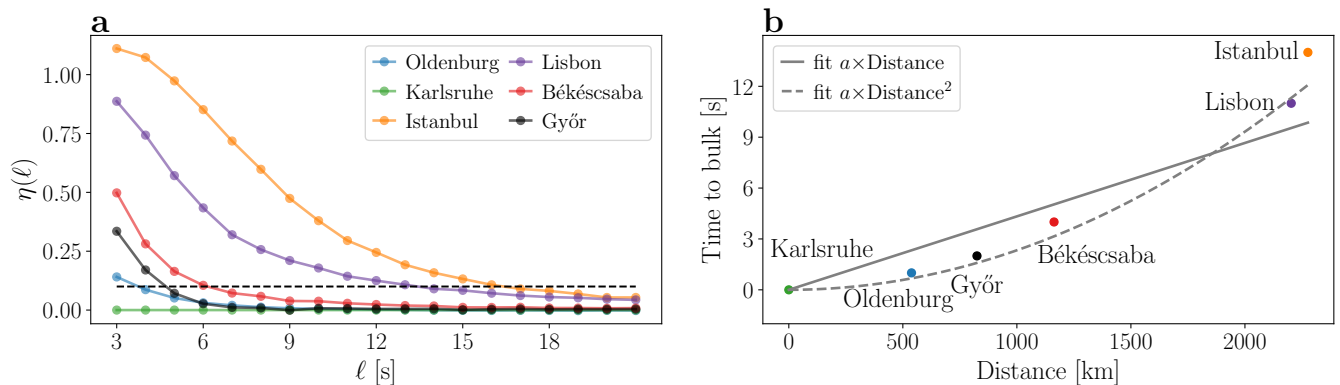 a
η(ℓ)
1.00
0.75
0.50
0.25
0.00
3
6
9
12
15
18
ℓ [s]
Oldenburg
Karlsruhe
Istanbul
Lisbon
Békéscsaba
Győr
b
Time to bulk [s]
12
9
6
3
0
0
500
1000
1500
2000
Distance [km]
fit a×Distance
fit a×Distance²
Istanbul
Lisbon
Karlsruhe
Békéscsaba
Oldenburg
Győr